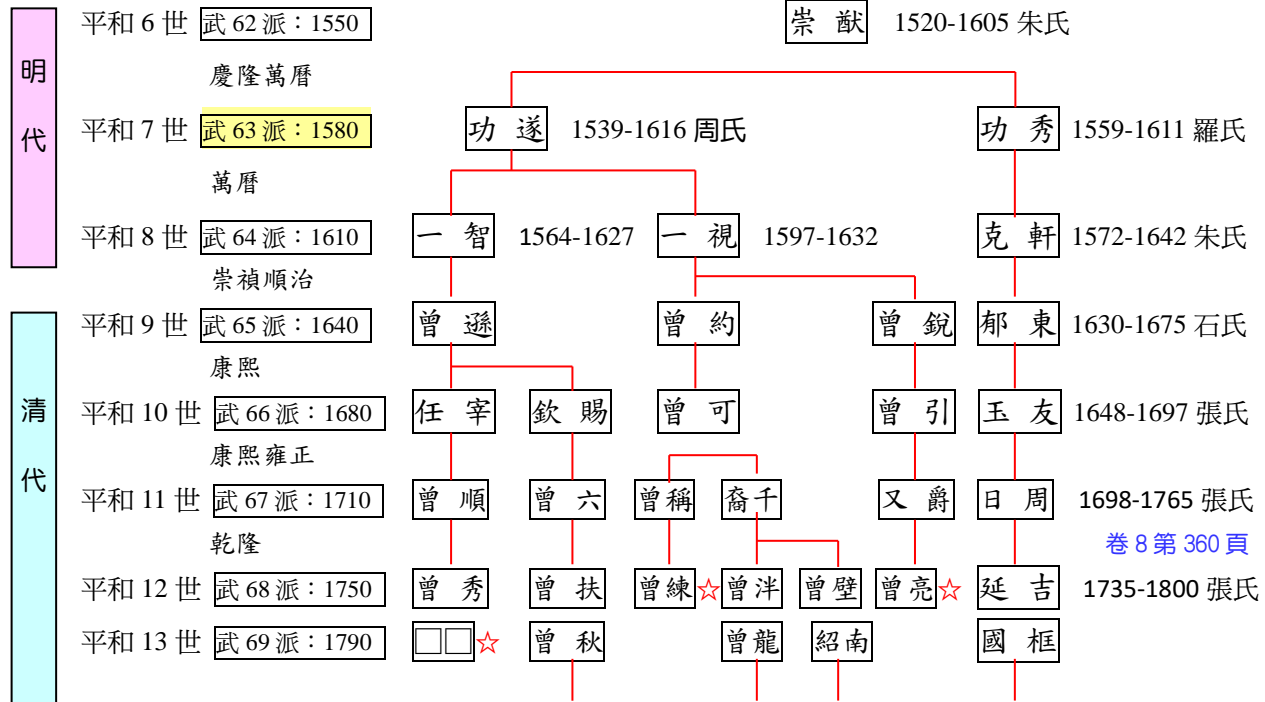 明代
平和 6 世 武 62 派：1550 崇 猷 1520-1605 朱氏
慶隆萬曆
平和 7 世 武 63 派：1580 功 遂 1539-1616 周氏 功 秀 1559-1611 羅氏
萬曆
平和 8 世 武 64 派：1610 一 智 1564-1627 一 視 1597-1632 克 軒 1572-1642 朱氏
崇禎順治
清代
平和 9 世 武 65 派：1640 曾 遜 曾 約 曾 銳 郁 東 1630-1675 石氏
康熙
平和 10 世 武 66 派：1680 任 宰 欽 賜 曾 可 曾 引 玉 友 1648-1697 張氏
康熙雍正
平和 11 世 武 67 派：1710 曾 順 曾 六 曾稱 裔千 又 爵 日 周 1698-1765 張氏
乾隆 卷 8 第 360 頁
平和 12 世 武 68 派：1750 曾 秀 曾 扶 曾練☆ 曾泮 曾壁 曾亮☆ 延 吉 1735-1800 張氏
平和 13 世 武 69 派：1790 □□☆ 曾 秋 曾龍 紹南 國 框